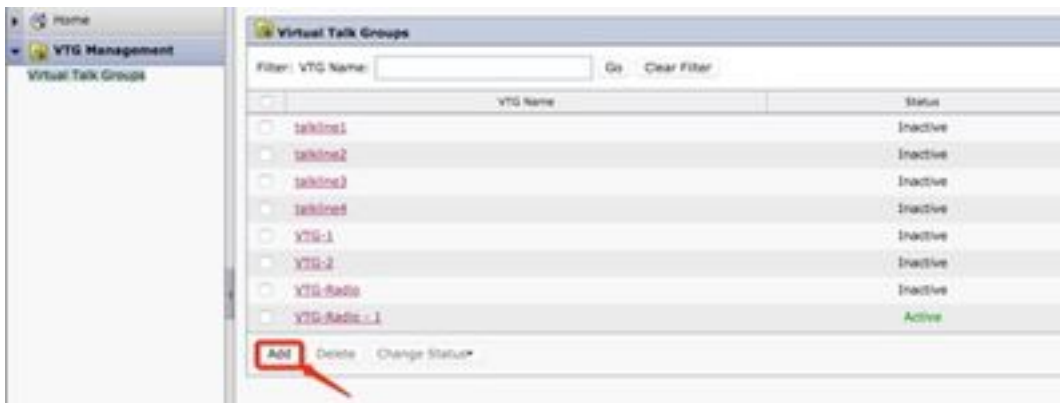 Home
VTG Management
Virtual Talk Groups
Virtual Talk Groups
Filter: VTG Name: Go Clear Filter
VTG Name Status
talkline1 Inactive
talkline2 Inactive
talkline3 Inactive
talkline4 Inactive
VTG-1 Inactive
VTG-2 Inactive
VTG-Radio Inactive
VTG-Radio - 1 Active
Add Delete Change Status